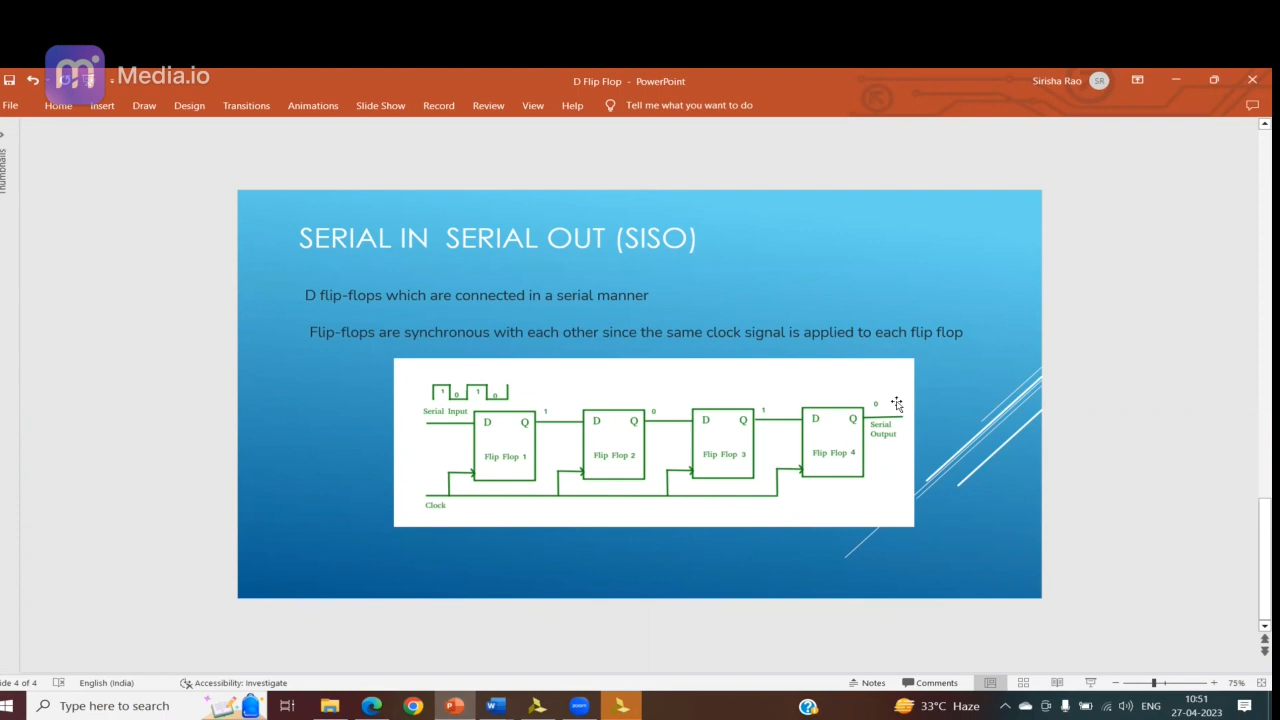 Media.io
D Flip Flop - PowerPoint
Sirisha Rao SR
File Home Insert Draw Design Transitions Animations Slide Show Record Review View Help Tell me what you want to do
Thumbnails
SERIAL IN SERIAL OUT (SISO)
D flip-flops which are connected in a serial manner
Flip-flops are synchronous with each other since the same clock signal is applied to each flip flop
1 0 1 0
Serial Input
1 0 1 0
D Q D Q D Q D Q
Serial
Output
Flip Flop 1 Flip Flop 2 Flip Flop 3 Flip Flop 4
Clock
ide 4 of 4 English (India) Accessibility: Investigate Notes Comments 75%
Type here to search
zoom
33°C Haze
ENG
10:51
27-04-2023